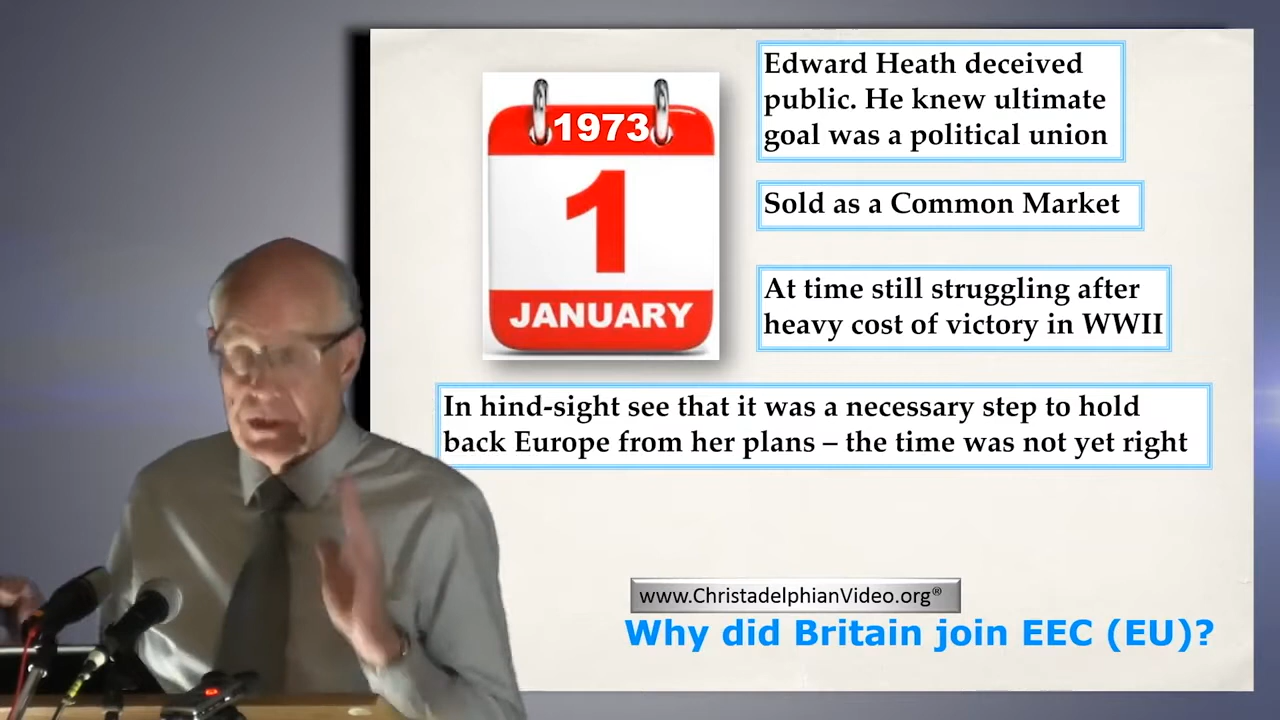 1973
1
JANUARY
Edward Heath deceived
public. He knew ultimate
goal was a political union
Sold as a Common Market
At time still struggling after
heavy cost of victory in WWII
In hind-sight see that it was a necessary step to hold
back Europe from her plans – the time was not yet right
www.ChristadelphianVideo.org®
Why did Britain join EEC (EU)?